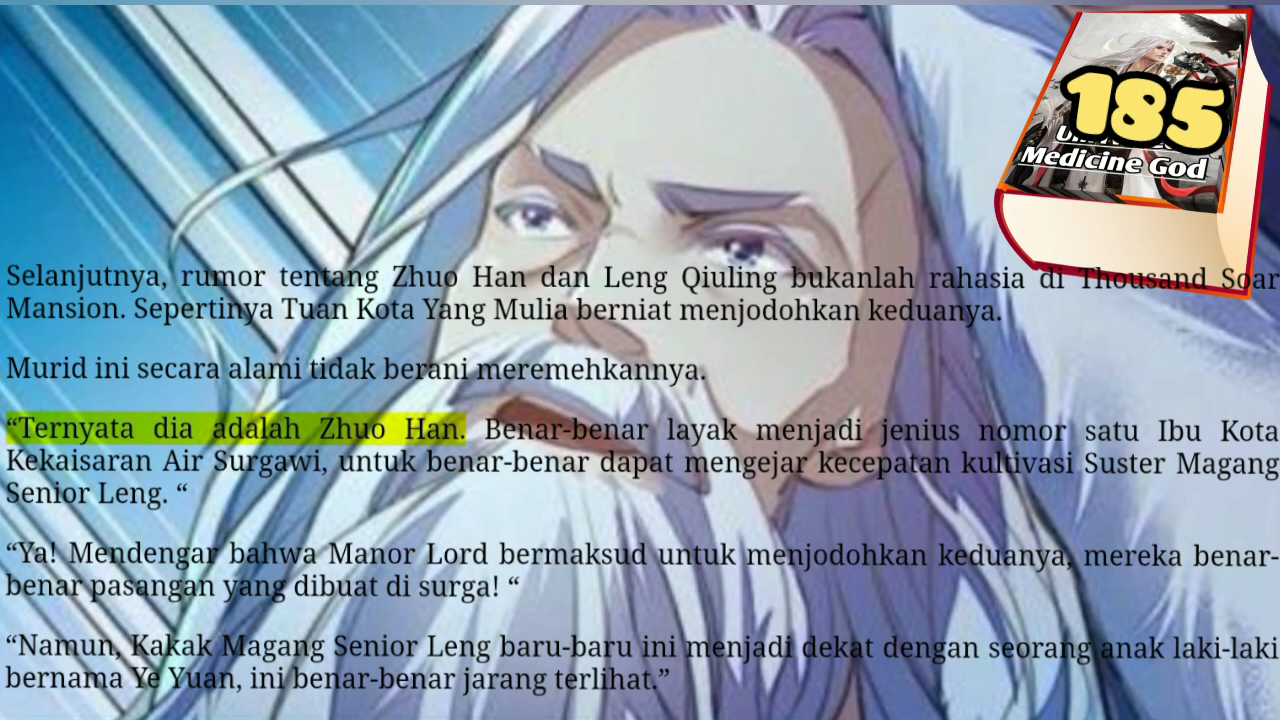 185
Medicine God
Selanjutnya, rumor tentang Zhuo Han dan Leng Qiuling bukanlah rahasia di Thousand Soar
Mansion. Sepertinya Tuan Kota Yang Mulia berniat menjodohkan keduanya.
Murid ini secara alami tidak berani meremehkannya.
“Ternyata dia adalah Zhuo Han. Benar-benar layak menjadi jenius nomor satu Ibu Kota
Kekaisaran Air Surgawi, untuk benar-benar dapat mengejar kecepatan kultivasi Suster Magang
Senior Leng. “
“Ya! Mendengar bahwa Manor Lord bermaksud untuk menjodohkan keduanya, mereka benar-
benar pasangan yang dibuat di surga! “
“Namun, Kakak Magang Senior Leng baru-baru ini menjadi dekat dengan seorang anak laki-laki
bernama Ye Yuan, ini benar-benar jarang terlihat.”